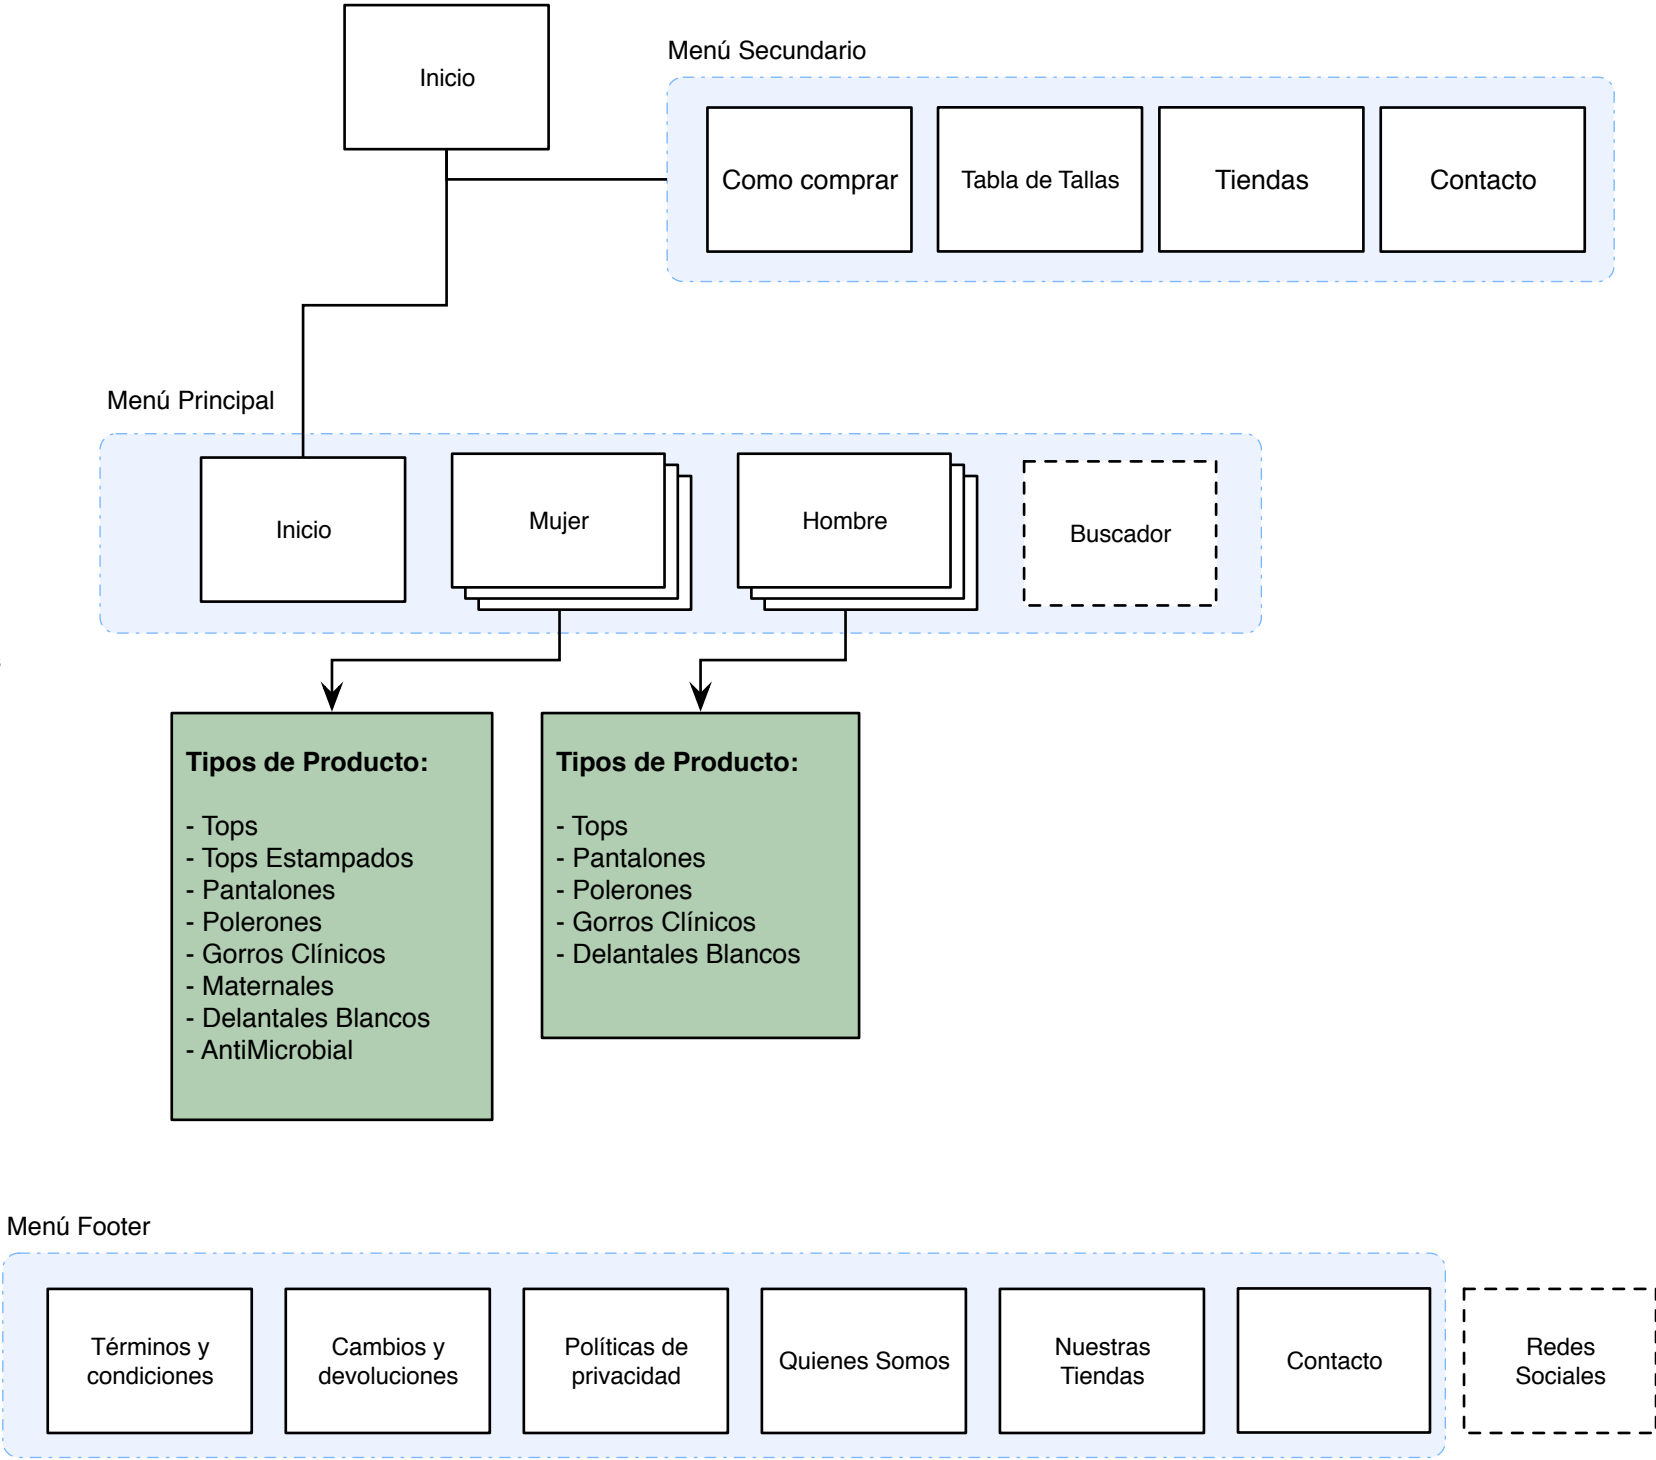 Inicio
Menú Secundario
Como comprar
Tabla de Tallas
Tiendas
Contacto
Menú Principal
Inicio
Mujer
Hombre
Buscador
Tipos de Producto:
- Tops
- Tops Estampados
- Pantalones
- Polerones
- Gorros Clínicos
- Maternales
- Delantales Blancos
- AntiMicrobial
Tipos de Producto:
- Tops
- Pantalones
- Polerones
- Gorros Clínicos
- Delantales Blancos
Menú Footer
Términos y
condiciones
Cambios y
devoluciones
Políticas de
privacidad
Quienes Somos
Nuestras
Tiendas
Contacto
Redes
Sociales